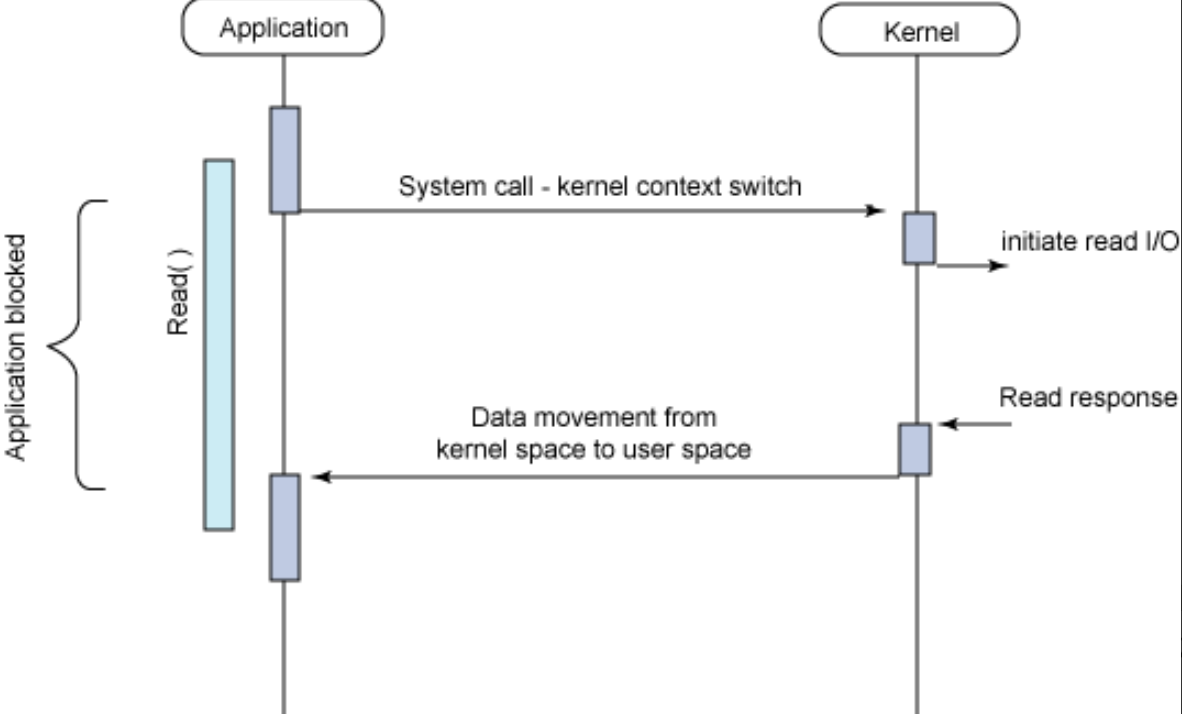 Application
Kernel
System call - kernel context switch
initiate read I/O
Application blocked
Read( )
Read response
Data movement from
kernel space to user space